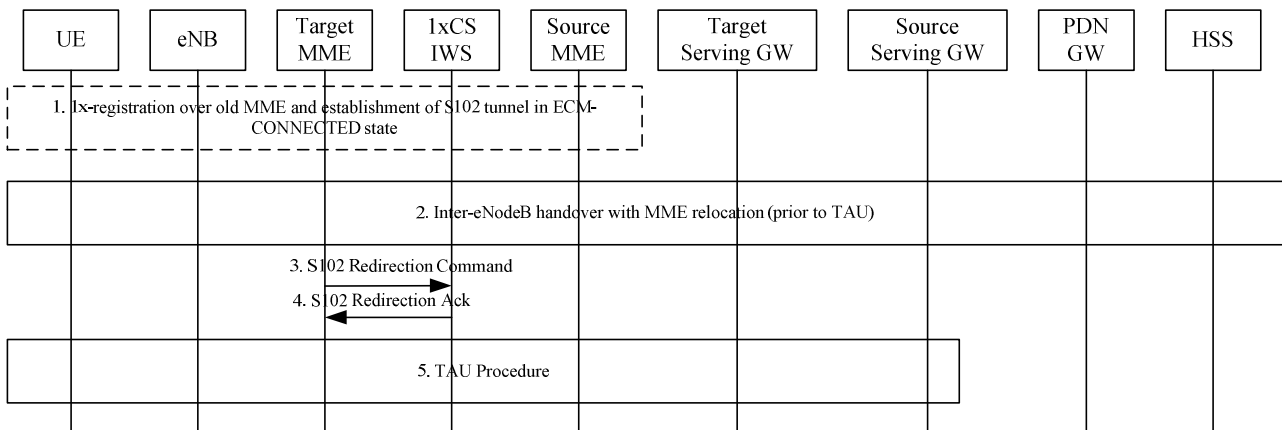 UE
eNB
Target
MME
1xCS
IWS
Source
MME
Target
Serving GW
Source
Serving GW
PDN
GW
HSS
1. 1x-registration over old MME and establishment of S102 tunnel in ECM-
CONNECTED state
2. Inter-eNodeB handover with MME relocation (prior to TAU)
3. S102 Redirection Command
4. S102 Redirection Ack
5. TAU Procedure